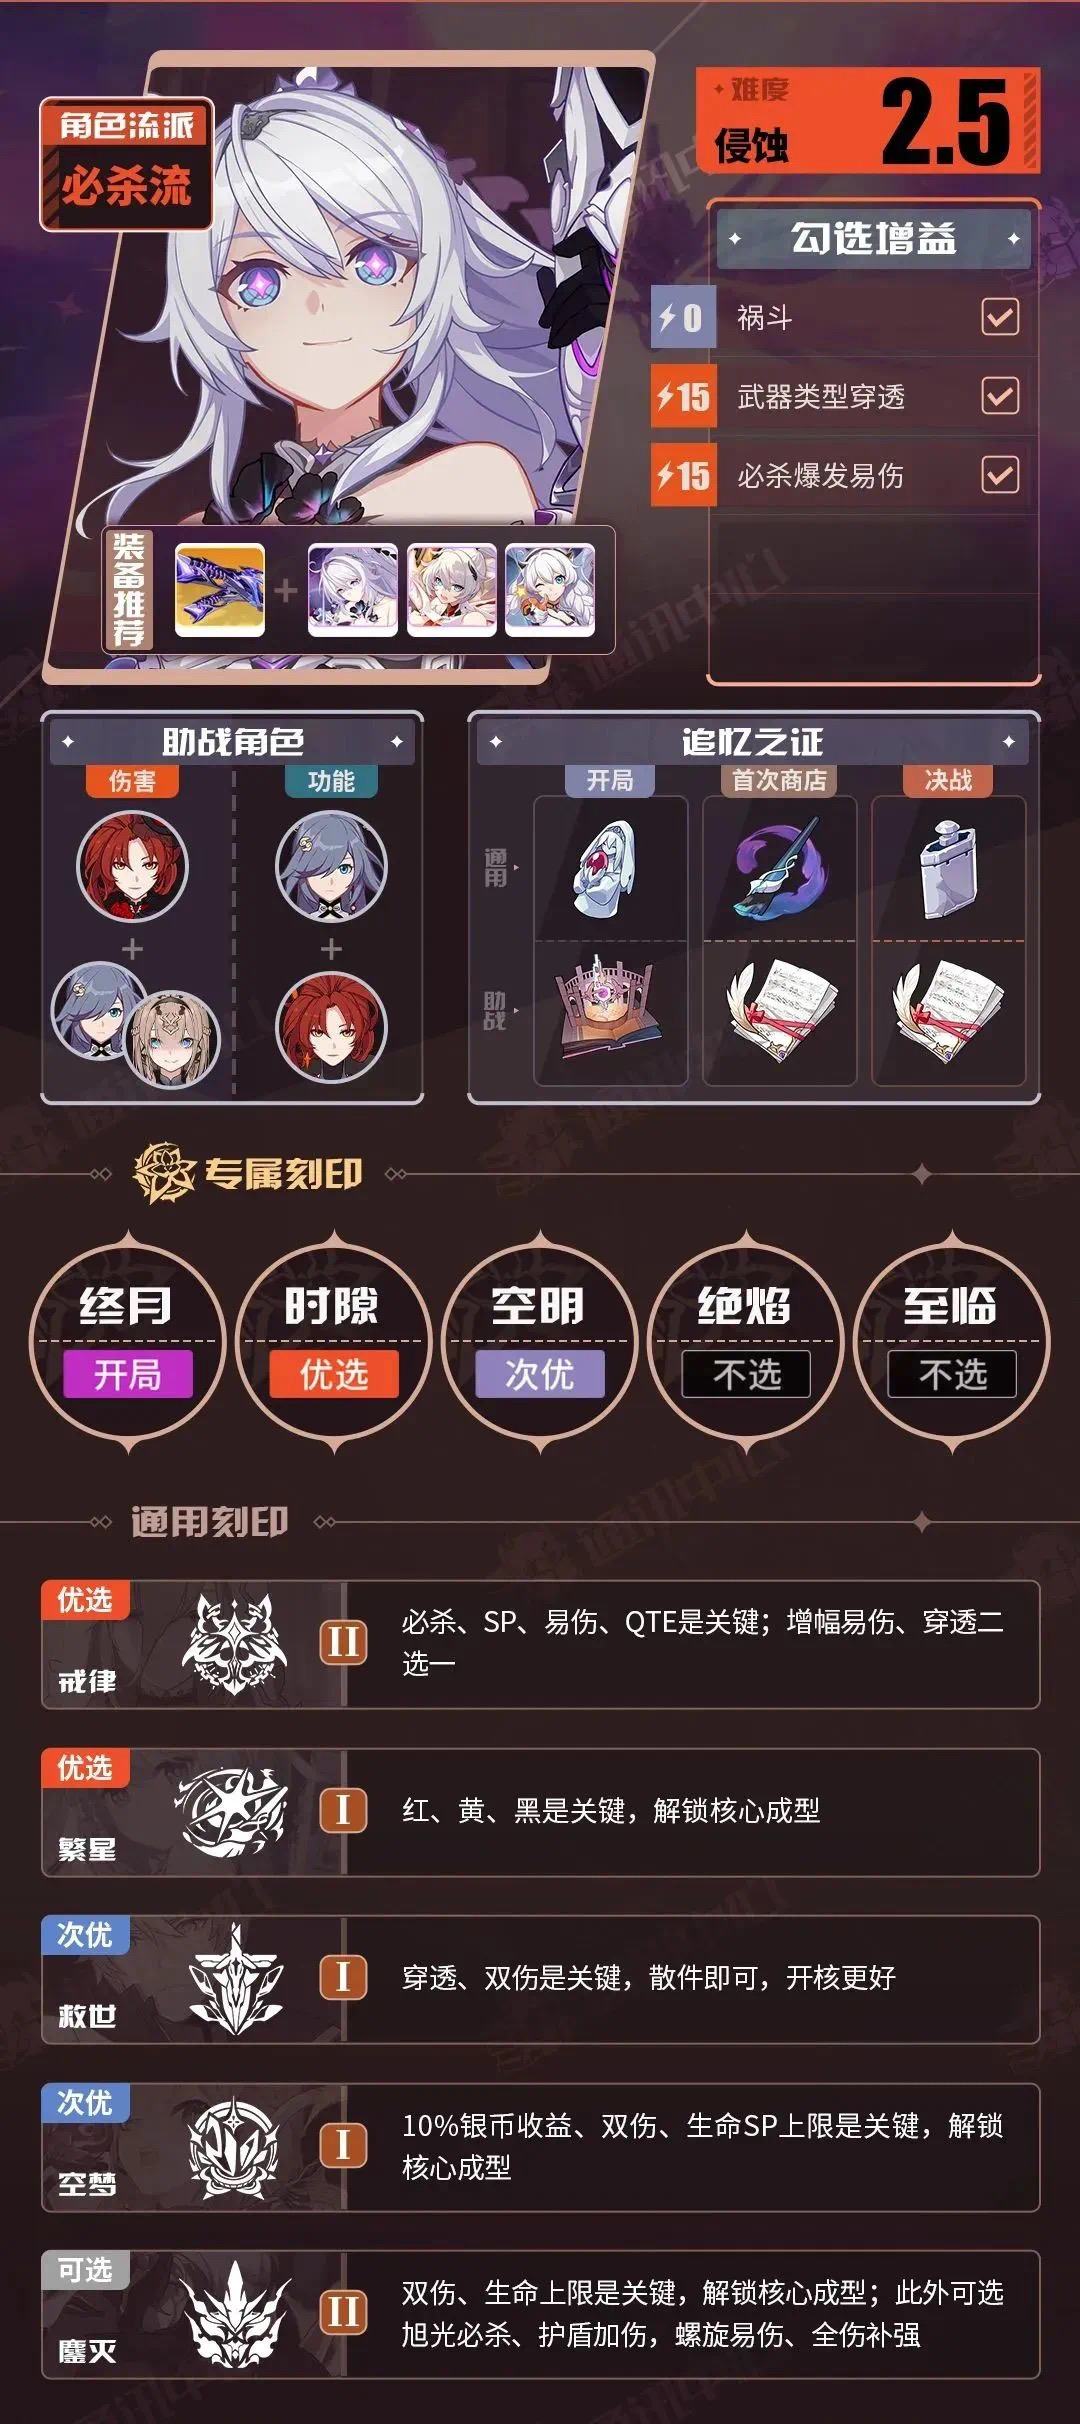 角色流派
必杀流
难度
侵蚀
2.5
勾选增益
0 祸斗
15 武器类型穿透
15 必杀爆发易伤
装备推荐
助战角色
伤害 功能
追忆之证
开局 首次商店 决战
通用
助战
专属刻印
终月 时隙 空明 绝焰 至临
开局 优选 次优 不选 不选
通用刻印
优选
戒律
II
必杀、SP、易伤、QTE是关键；增幅易伤、穿透二
选一
优选
繁星
I
红、黄、黑是关键，解锁核心成型
次优
救世
I
穿透、双伤是关键，散件即可，开核更好
次优
空梦
I
10%银币收益、双伤、生命SP上限是关键，解锁
核心成型
可选
鏖灭
II
双伤、生命上限是关键，解锁核心成型；此外可选
旭光必杀、护盾加伤，螺旋易伤、全伤补强